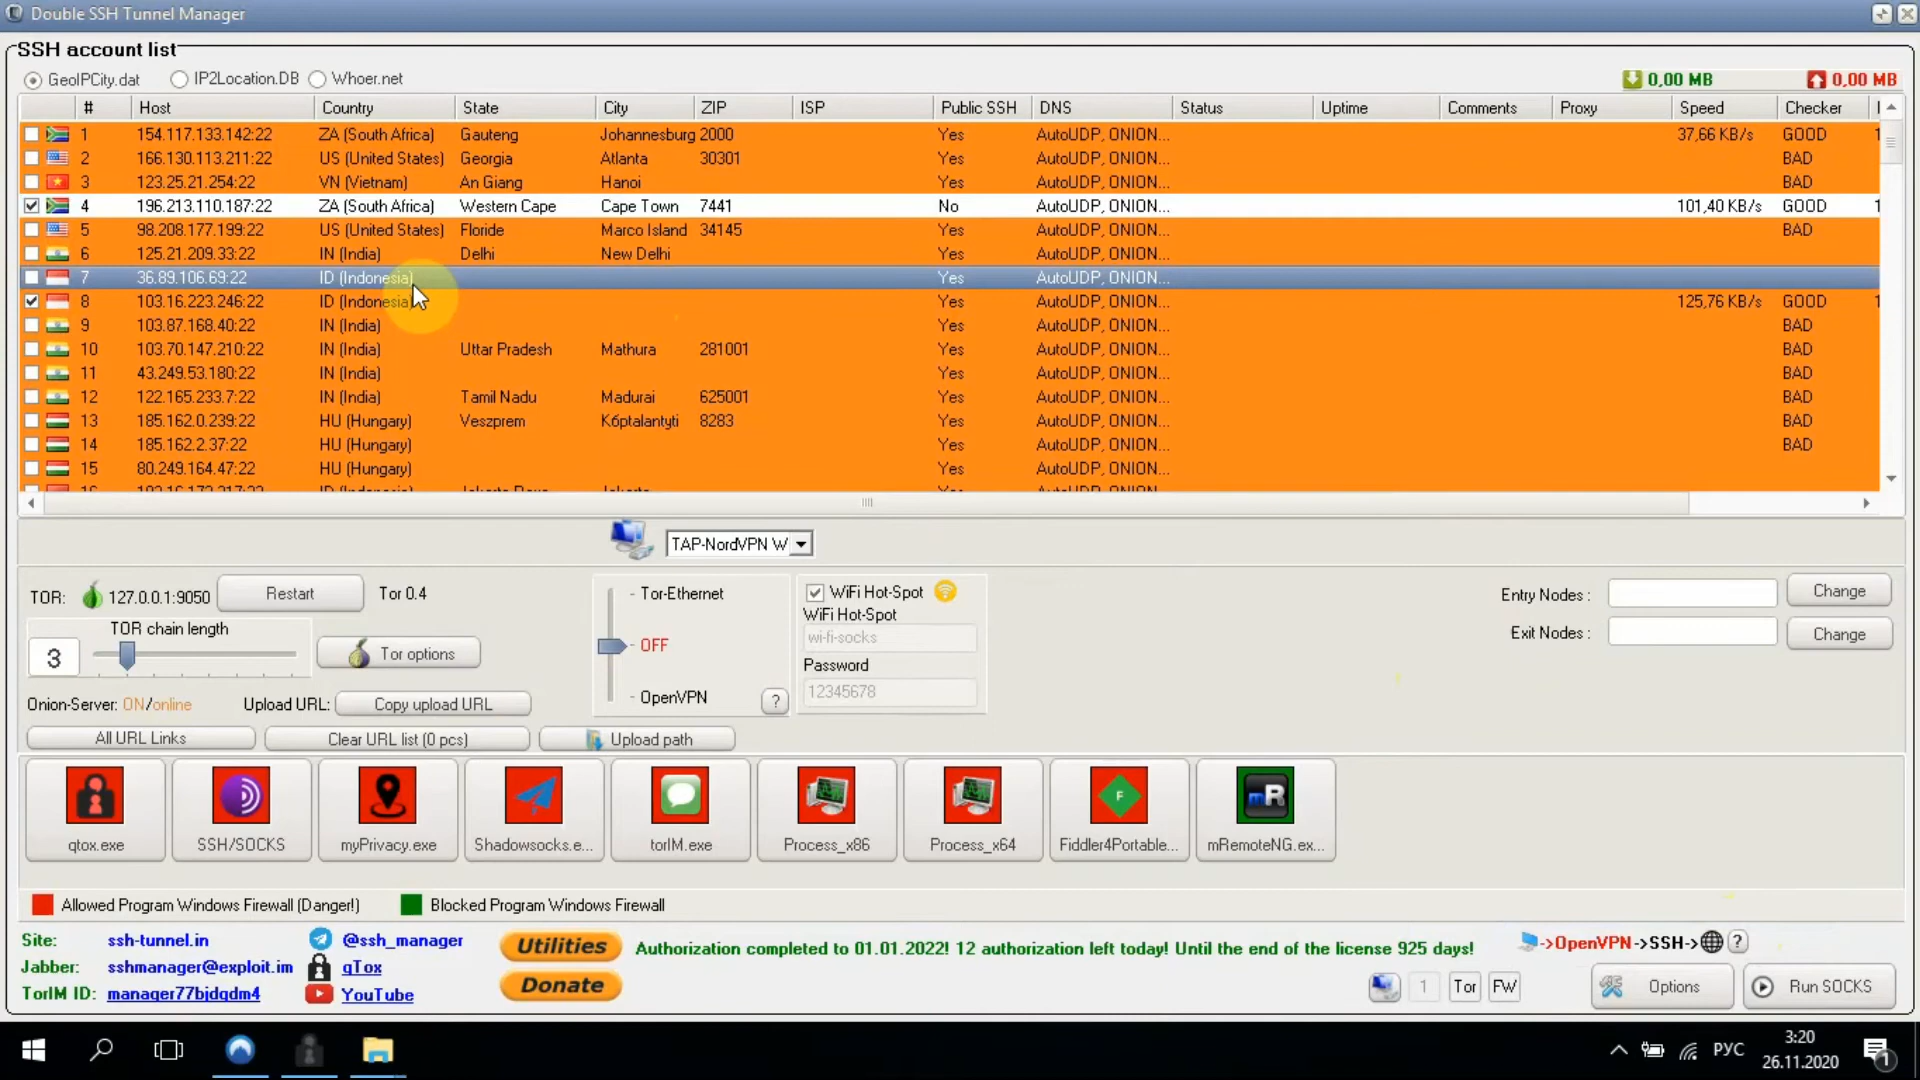 Double SSH Tunnel Manager
SSH account list
GeoIPCity.dat IP2Location.DB Whoer.net 0,00 MB 0,00 MB
# Host Country State City ZIP ISP Public SSH DNS Status Uptime Comments Proxy Speed Checker
1 154.117.133.142:22 ZA (South Africa) Gauteng Johannesburg 2000 Yes AutoUDP, ONION... 37,66 KB/s GOOD
2 166.130.113.211:22 US (United States) Georgia Atlanta 30301 Yes AutoUDP, ONION... BAD
3 123.25.21.254:22 VN (Vietnam) An Giang Hanoi Yes AutoUDP, ONION... BAD
4 196.213.110.187:22 ZA (South Africa) Western Cape Cape Town 7441 No AutoUDP, ONION... 101,40 KB/s GOOD
5 98.208.177.199:22 US (United States) Floride Marco Island 34145 Yes AutoUDP, ONION... BAD
6 125.21.209.33:22 IN (India) Delhi New Delhi Yes AutoUDP, ONION...
7 36.89.106.69:22 ID (Indonesia) Yes AutoUDP, ONION...
8 103.16.223.246:22 ID (Indonesia) Yes AutoUDP, ONION... 125,76 KB/s GOOD
9 103.87.168.40:22 IN (India) Yes AutoUDP, ONION... BAD
10 103.70.147.210:22 IN (India) Uttar Pradesh Mathura 281001 Yes AutoUDP, ONION... BAD
11 43.249.53.180:22 IN (India) Yes AutoUDP, ONION... BAD
12 122.165.233.7:22 IN (India) Tamil Nadu Madurai 625001 Yes AutoUDP, ONION... BAD
13 185.162.0.239:22 HU (Hungary) Veszprem Kõptalantyti 8283 Yes AutoUDP, ONION... BAD
14 185.162.2.37:22 HU (Hungary) Yes AutoUDP, ONION... BAD
15 80.249.164.47:22 HU (Hungary) Yes AutoUDP, ONION...
TAP-NordVPN W
TOR: 127.0.0.1:9050 Restart Tor 0.4
TOR chain length
3 Tor options
Onion-Server: ON/online Upload URL: Copy upload URL
All URL Links Clear URL list (0 pcs) Upload path
- Tor-Ethernet
- OFF
- OpenVPN ?
WiFi Hot-Spot
WiFi Hot-Spot
wi-fi-socks
Password
12345678
Entry Nodes : Change
Exit Nodes : Change
qtox.exe SSH/SOCKS myPrivacy.exe Shadowsocks.e... torIM.exe Process_x86 Process_x64 F Fiddler4Portable... mR mRemoteNG.ex...
Allowed Program Windows Firewall (Danger!) Blocked Program Windows Firewall
Site: ssh-tunnel.in @ssh_manager
Jabber: sshmanager@exploit.im qTox
TorIM ID: manager77bjdqdm4 YouTube
Utilities
Donate
Authorization completed to 01.01.2022! 12 authorization left today! Until the end of the license 925 days!
->OpenVPN->SSH-> ?
1 Tor FW Options Run SOCKS
РУС 3:20
26.11.2020 1